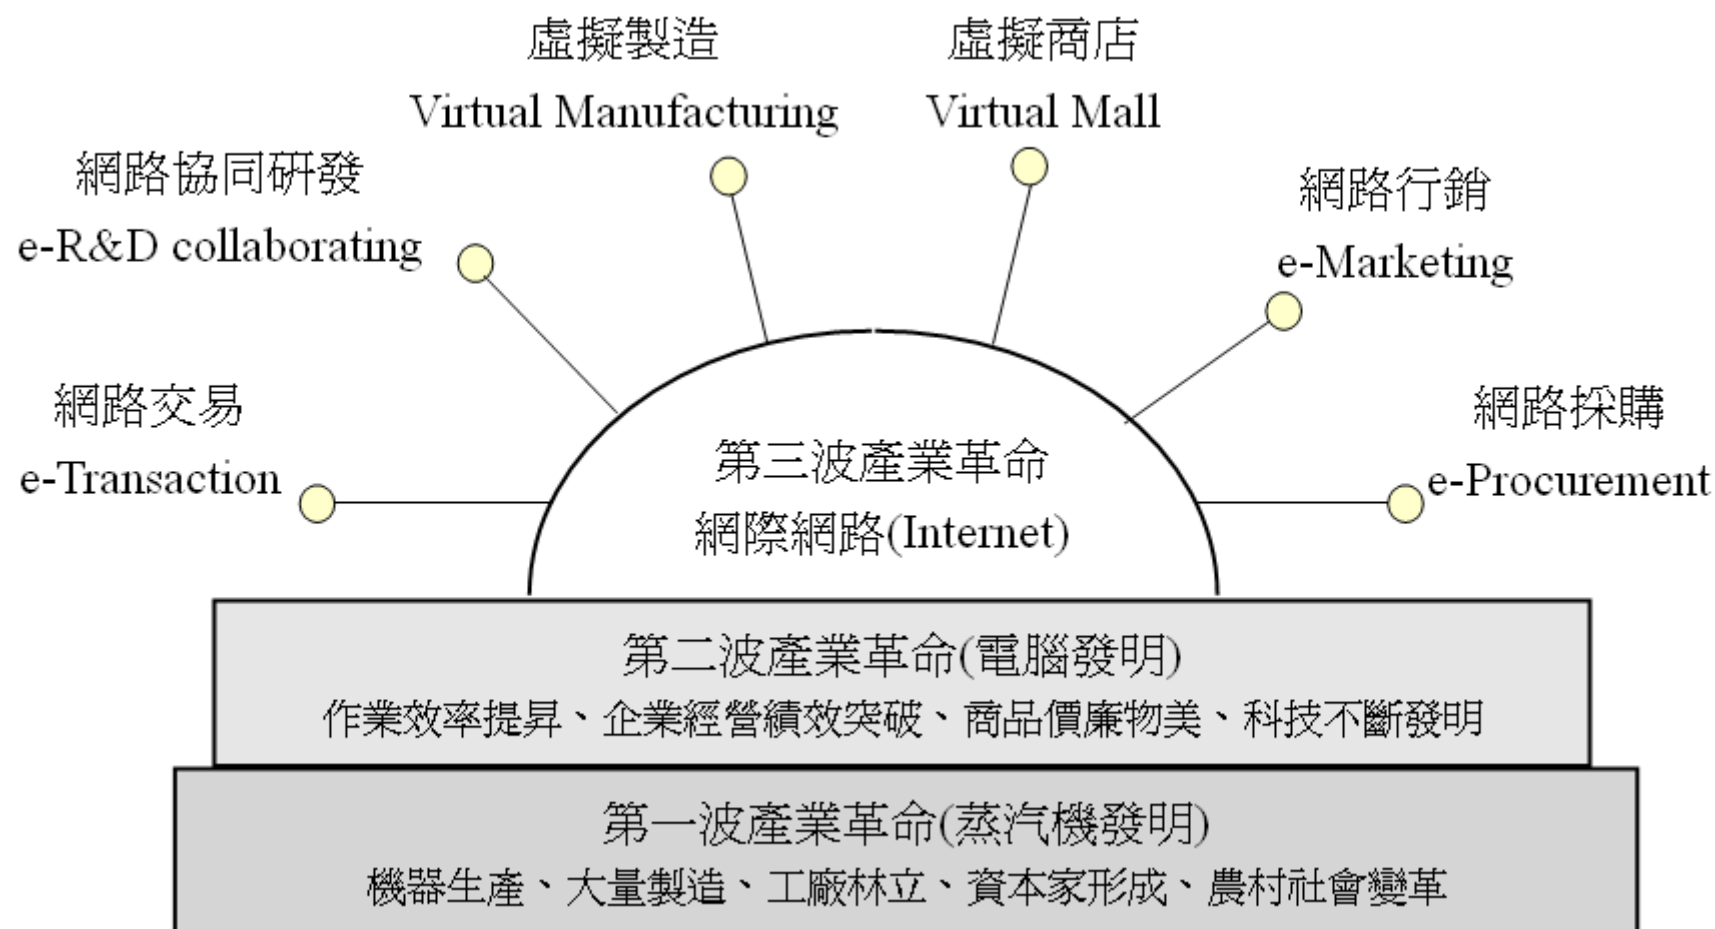 虛擬製造
Virtual Manufacturing
虛擬商店
Virtual Mall
網路協同研發
e-R&D collaborating
網路行銷
e-Marketing
網路交易
e-Transaction
網路採購
e-Procurement
第三波產業革命
網際網路(Internet)
第二波產業革命(電腦發明)
作業效率提昇、企業經營績效突破、商品價廉物美、科技不斷發明
第一波產業革命(蒸汽機發明)
機器生產、大量製造、工廠林立、資本家形成、農村社會變革